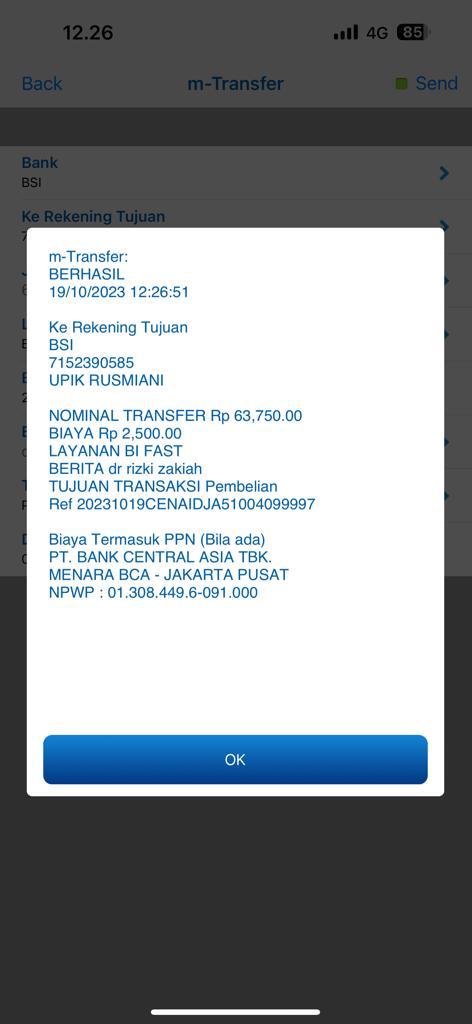 12.26
4G 85
Back m-Transfer Send
Bank
BSI
Ke Rekening Tujuan
m-Transfer:
BERHASIL
19/10/2023 12:26:51
Ke Rekening Tujuan
BSI
7152390585
UPIK RUSMIANI
NOMINAL TRANSFER Rp 63,750.00
BIAYA Rp 2,500.00
LAYANAN BI FAST
BERITA dr rizki zakiah
TUJUAN TRANSAKSI Pembelian
Ref 20231019CENAIDJA51004099997
Biaya Termasuk PPN (Bila ada)
PT. BANK CENTRAL ASIA TBK.
MENARA BCA - JAKARTA PUSAT
NPWP : 01.308.449.6-091.000
OK